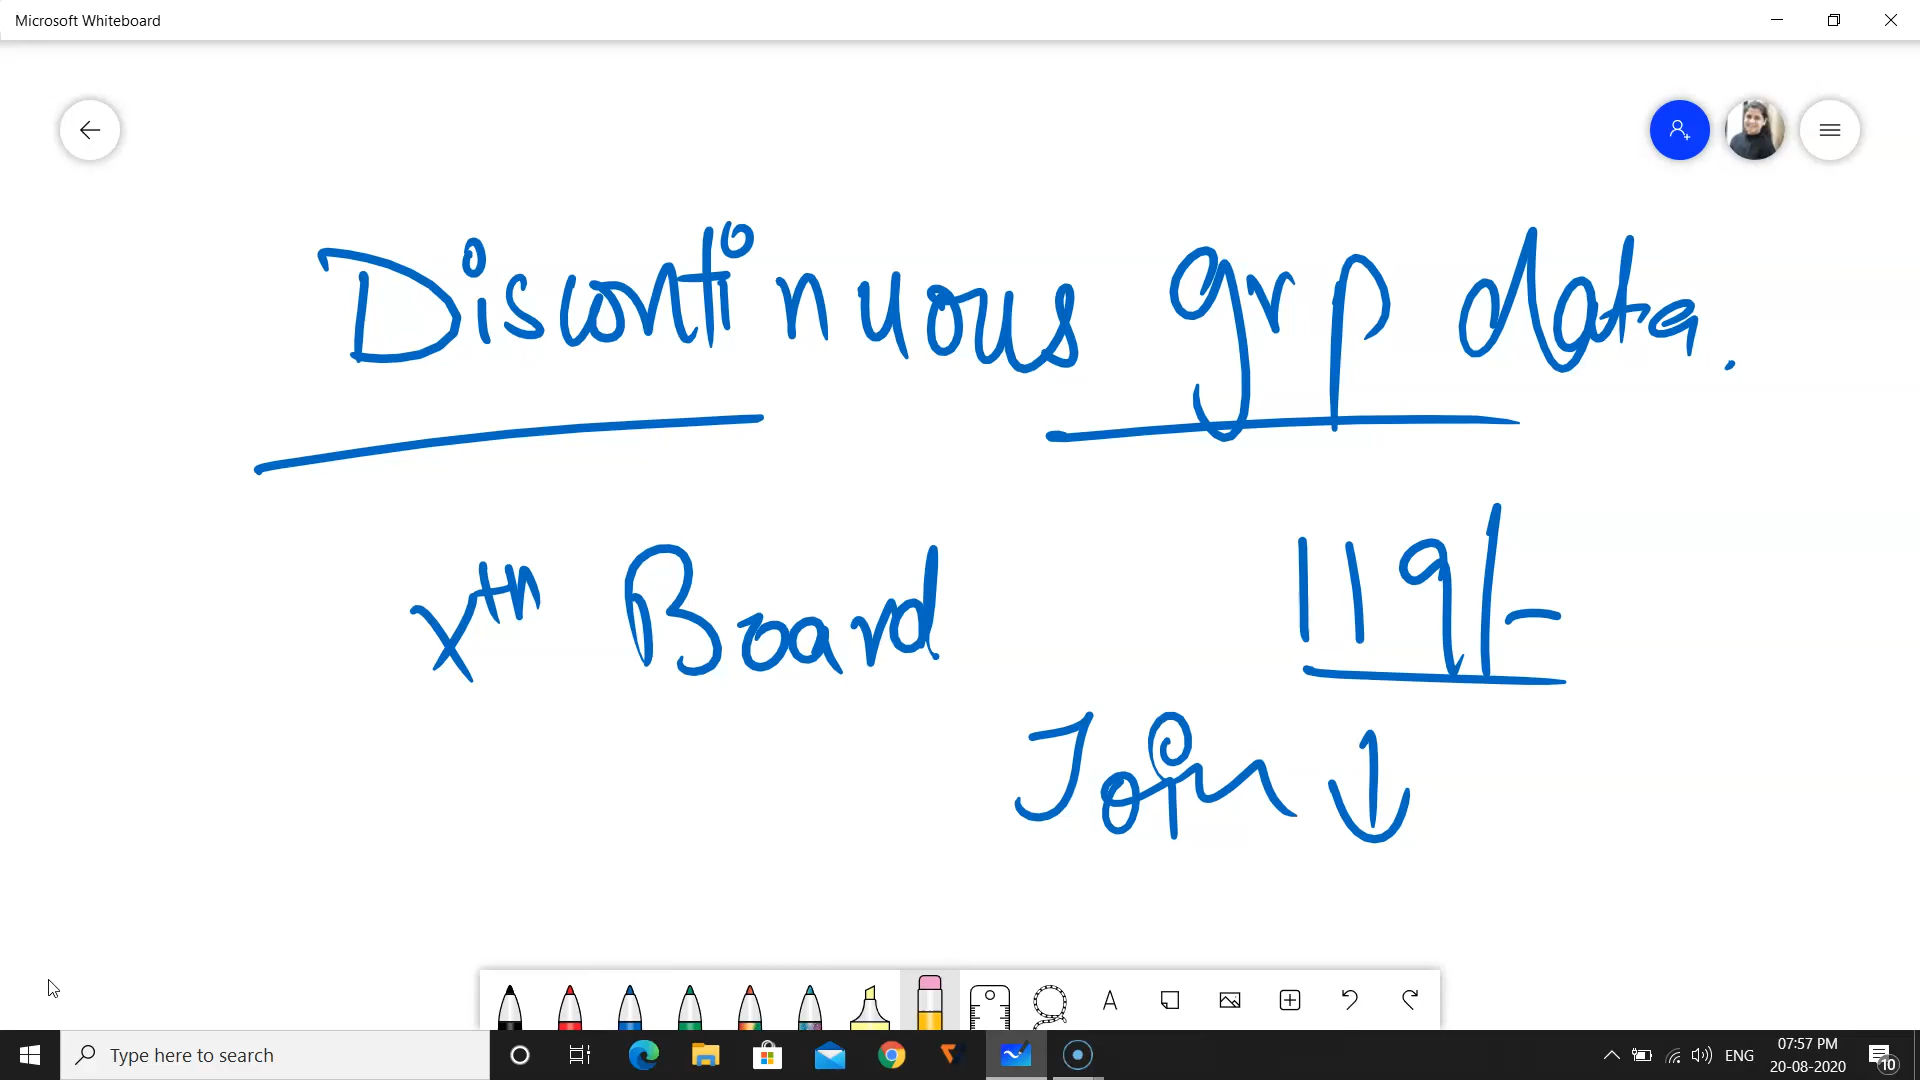 Microsoft Whiteboard
Discontinuous grp data.
Xth Board
119/-
Join ↓
A
Type here to search
ENG
07:57 PM
20-08-2020
10